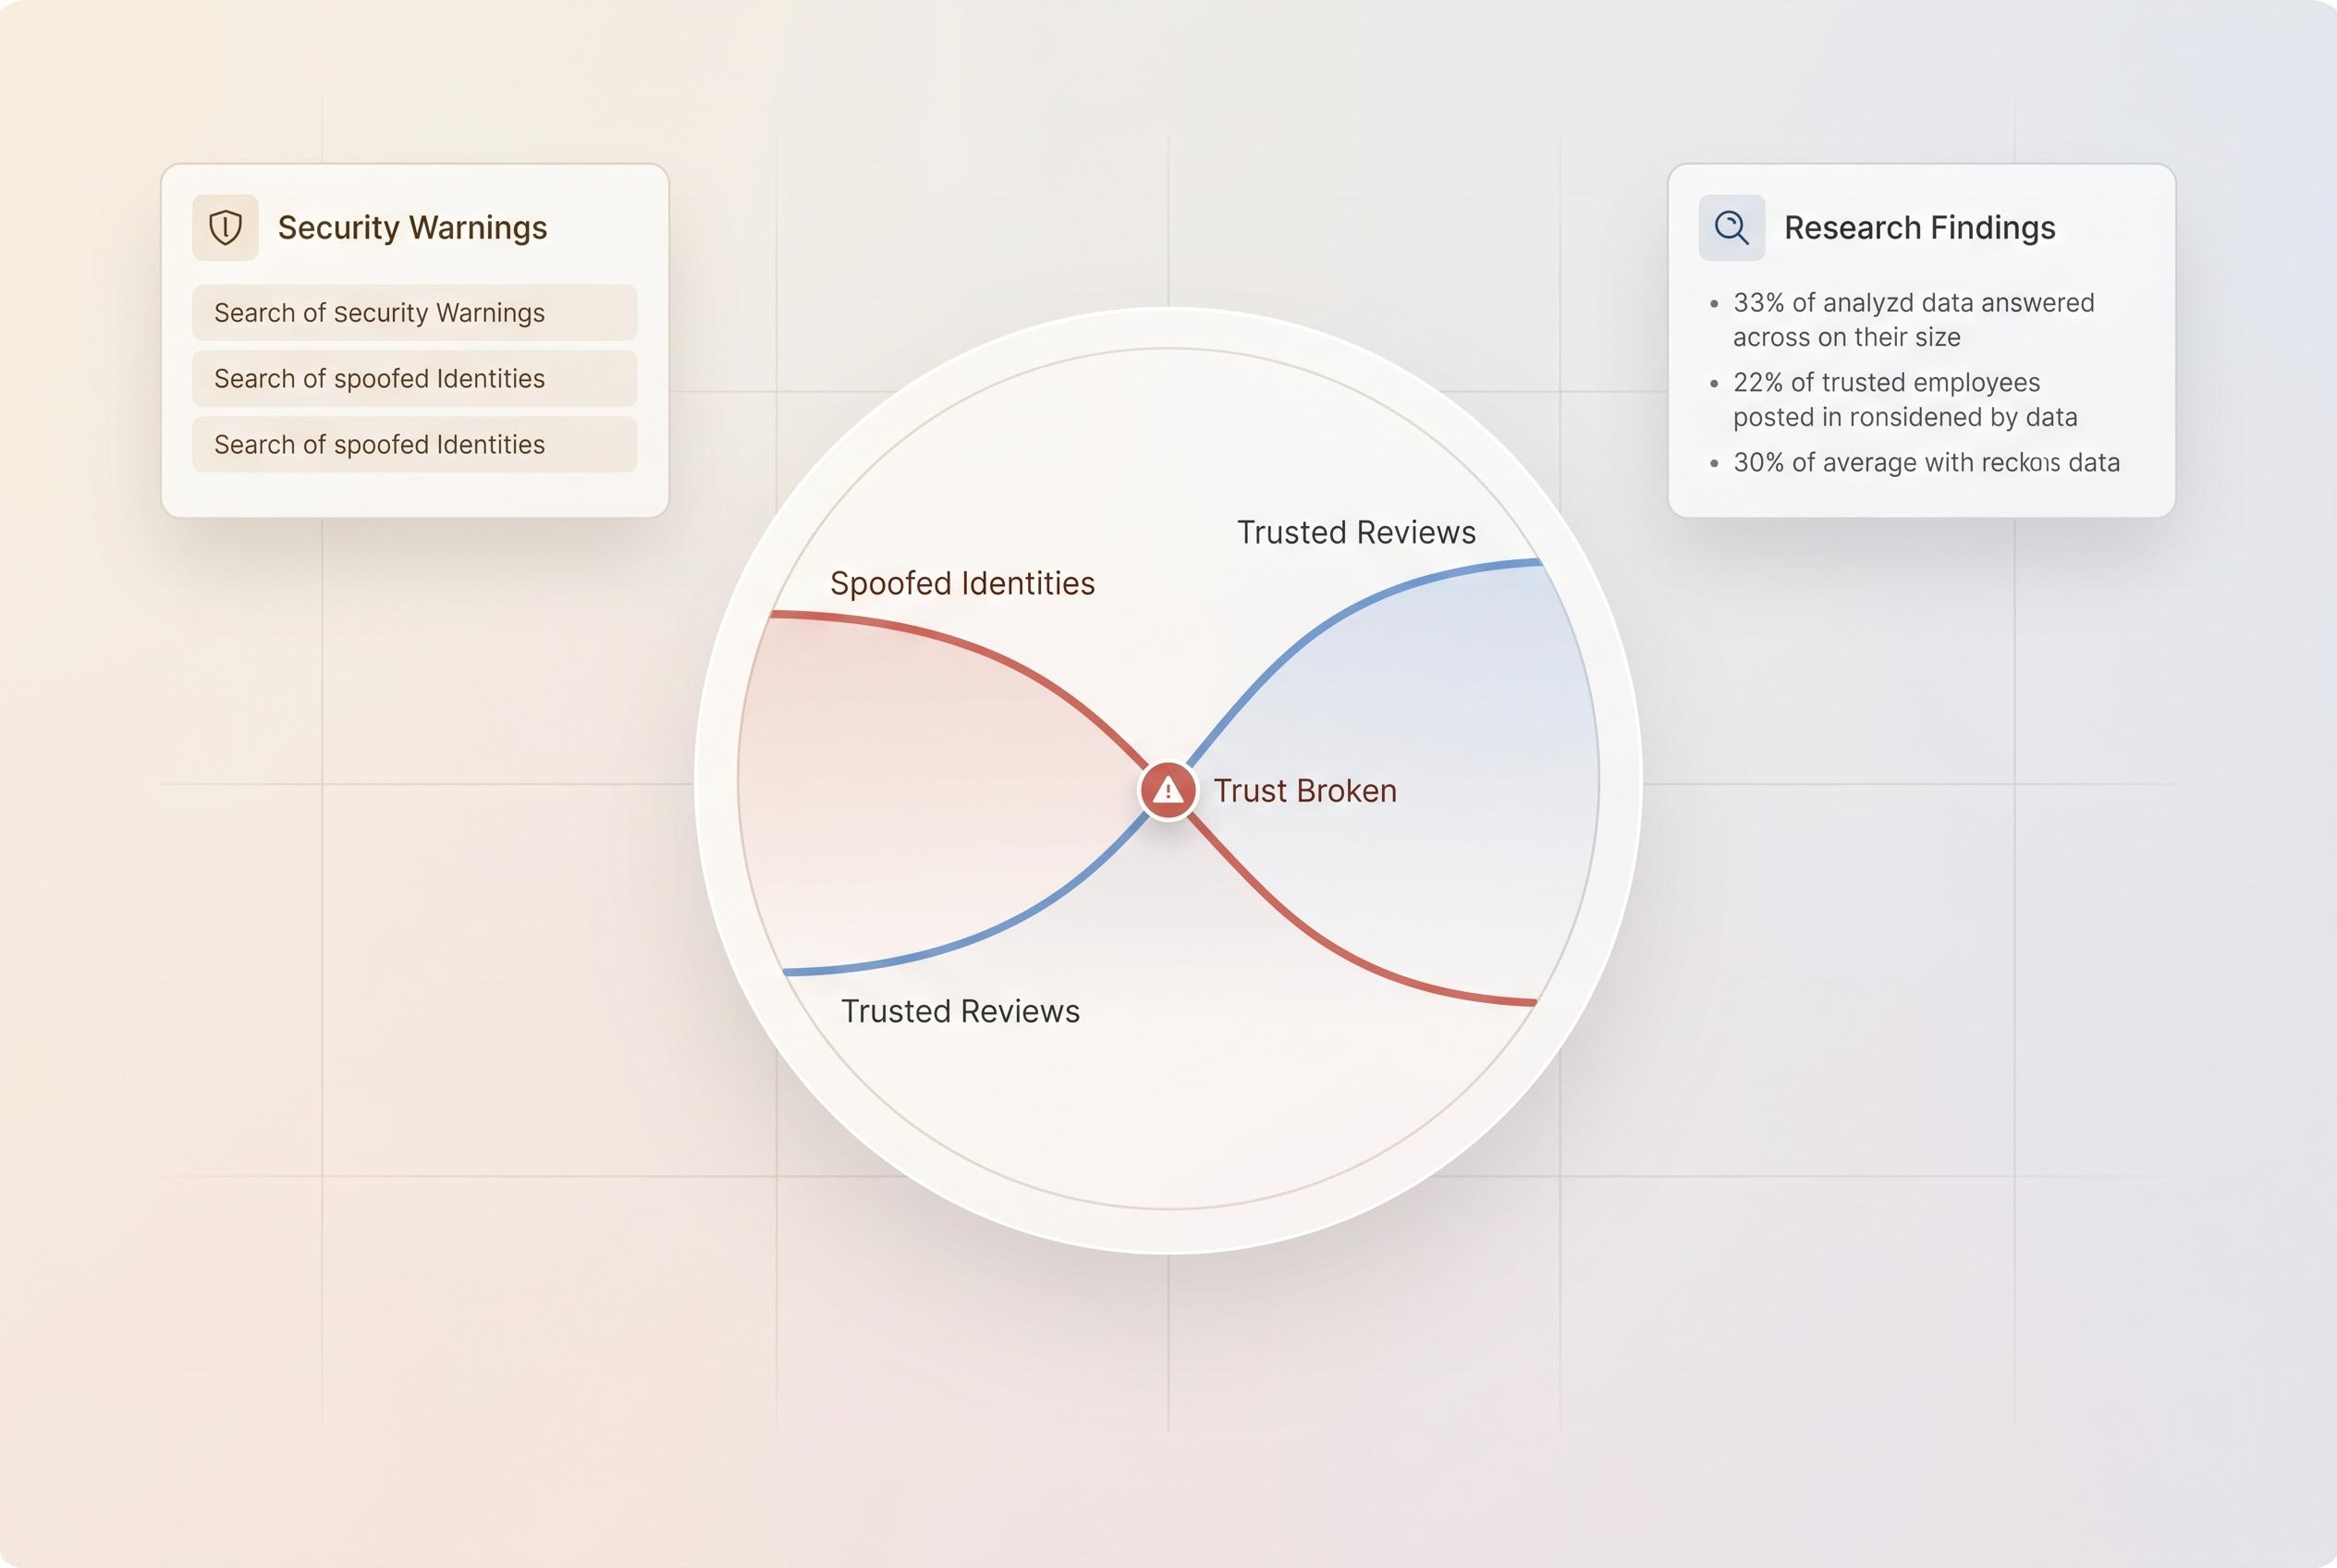 Security Warnings
Search of security Warnings
Search of spoofed Identities
Search of spoofed Identities
Research Findings
33% of analyzd data answered
across on their size
22% of trusted employees
posted in ronsidened by data
30% of average with reckons data
Trusted Reviews
Spoofed Identities
Trust Broken
Trusted Reviews